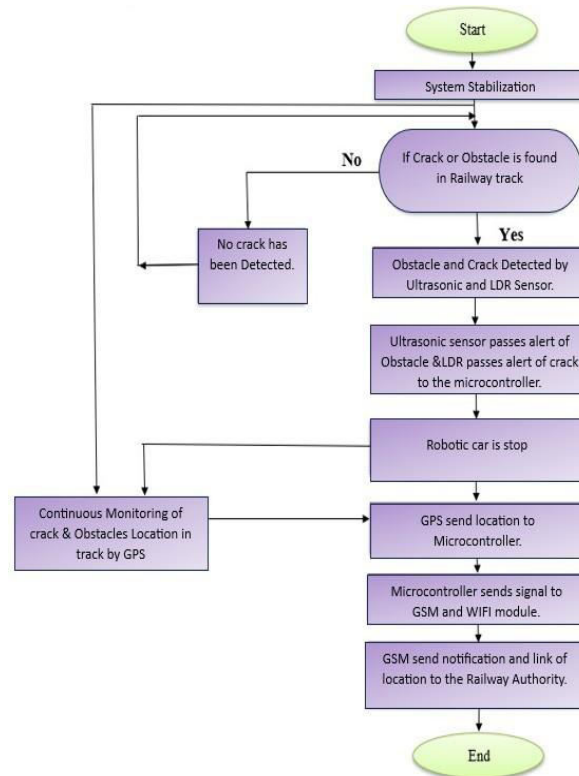 Start
System Stabilization
If Crack or Obstacle is found
in Railway track
No
Yes
No crack has
been Detected.
Obstacle and Crack Detected by
Ultrasonic and LDR Sensor.
Ultrasonic sensor passes alert of
Obstacle &LDR passes alert of crack
to the microcontroller.
Robotic car is stop
Continuous Monitoring of
crack & Obstacles Location in
track by GPS
GPS send location to
Microcontroller.
Microcontroller sends signal to
GSM and WIFI module.
GSM send notification and link of
location to the Railway Authority.
End